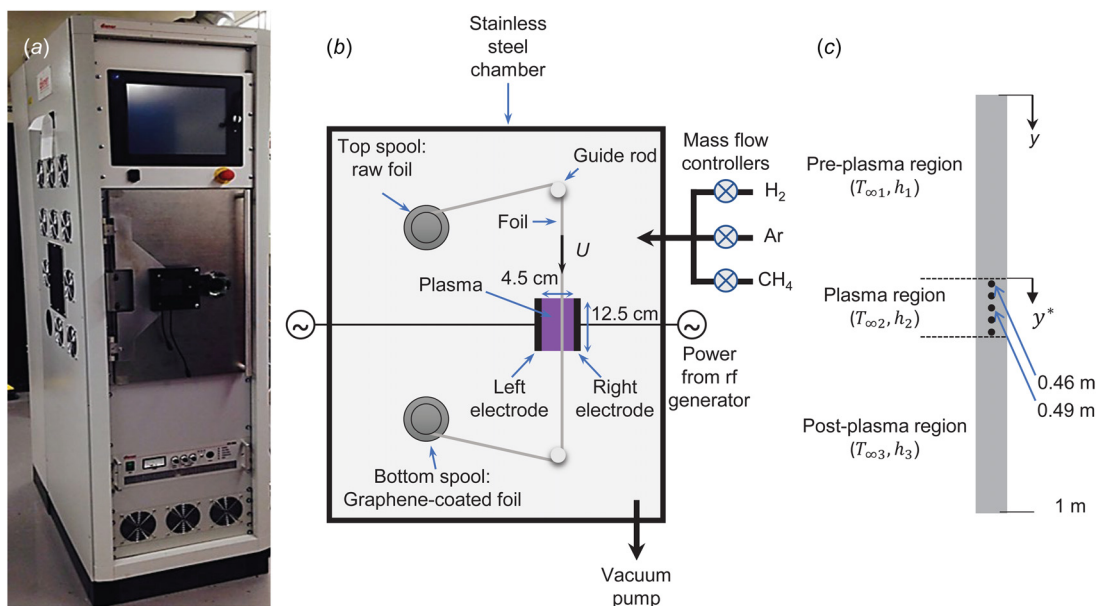 (a)
(b)
Stainless
steel
chamber
Top spool:
raw foil
Guide rod
Foil
U
Mass flow
controllers
H₂
Ar
CH₄
4.5 cm
Plasma
12.5 cm
~
~
Left
electrode
Right
electrode
Power
from rf
generator
Bottom spool:
Graphene-coated foil
Vacuum
pump
(c)
y
Pre-plasma region
(T∞1, h1)
Plasma region
(T∞2, h2)
y*
0.46 m
0.49 m
Post-plasma region
(T∞3, h3)
1 m